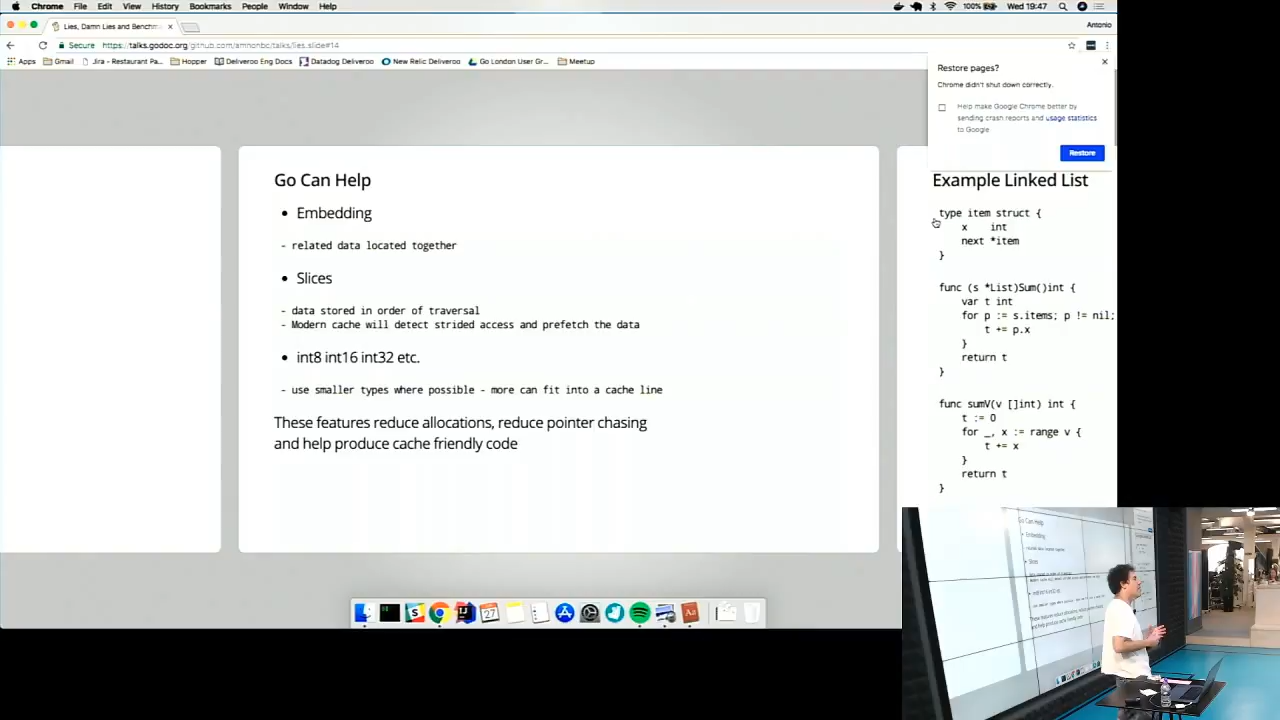 Chrome File Edit View History Bookmarks People Window Help
100% Wed 19:47
Lies, Damn Lies and Benchm
Antonio
Secure https://talks.godoc.org/github.com/amnonbc/talks/lies.slide#14
Apps Gmail Jira - Restaurant Pa... Hopper Deliveroo Eng Docs Datadog Deliveroo New Relic Deliveroo Go London User Gr... Meetup
Restore pages?
Chrome didn't shut down correctly.
Help make Google Chrome better by
sending crash reports and usage statistics
to Google
Restore
Go Can Help
• Embedding
- related data located together
• Slices
- data stored in order of traversal
- Modern cache will detect strided access and prefetch the data
• int8 int16 int32 etc.
- use smaller types where possible - more can fit into a cache line
These features reduce allocations, reduce pointer chasing
and help produce cache friendly code
Example Linked List
type item struct {
x int
next *item
}
func (s *List)Sum()int {
var t int
for p := s.items; p != nil;
t += p.x
}
return t
}
func sumV(v []int) int {
t := 0
for _, x := range v {
t += x
}
return t
}
27
Go Can Help
Embedding
Slices